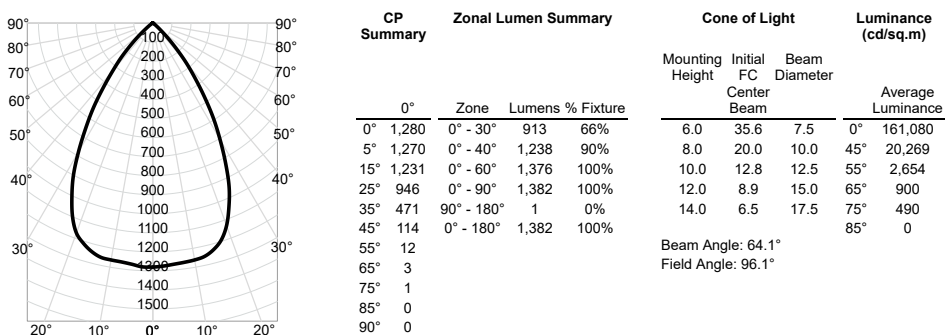 90° 90°
80° 80°
70° 70°
60° 60°
50° 50°
40° 40°
30° 30°
20° 10° 0° 10° 20°
100
200
300
400
500
600
700
800
900
1000
1100
1200
1300
1400
1500
CP Summary
0°
0° 1,280
5° 1,270
15° 1,231
25° 946
35° 471
45° 114
55° 12
65° 3
75° 1
85° 0
90° 0
Zonal Lumen Summary
Zone Lumens % Fixture
0° - 30° 913 66%
0° - 40° 1,238 90%
0° - 60° 1,376 100%
0° - 90° 1,382 100%
90° - 180° 1 0%
0° - 180° 1,382 100%
Cone of Light
Mounting Height Initial FC Center Beam Beam Diameter
6.0 35.6 7.5
8.0 20.0 10.0
10.0 12.8 12.5
12.0 8.9 15.0
14.0 6.5 17.5
Beam Angle: 64.1°
Field Angle: 96.1°
Luminance
(cd/sq.m)
Average
Luminance
0° 161,080
45° 20,269
55° 2,654
65° 900
75° 490
85° 0